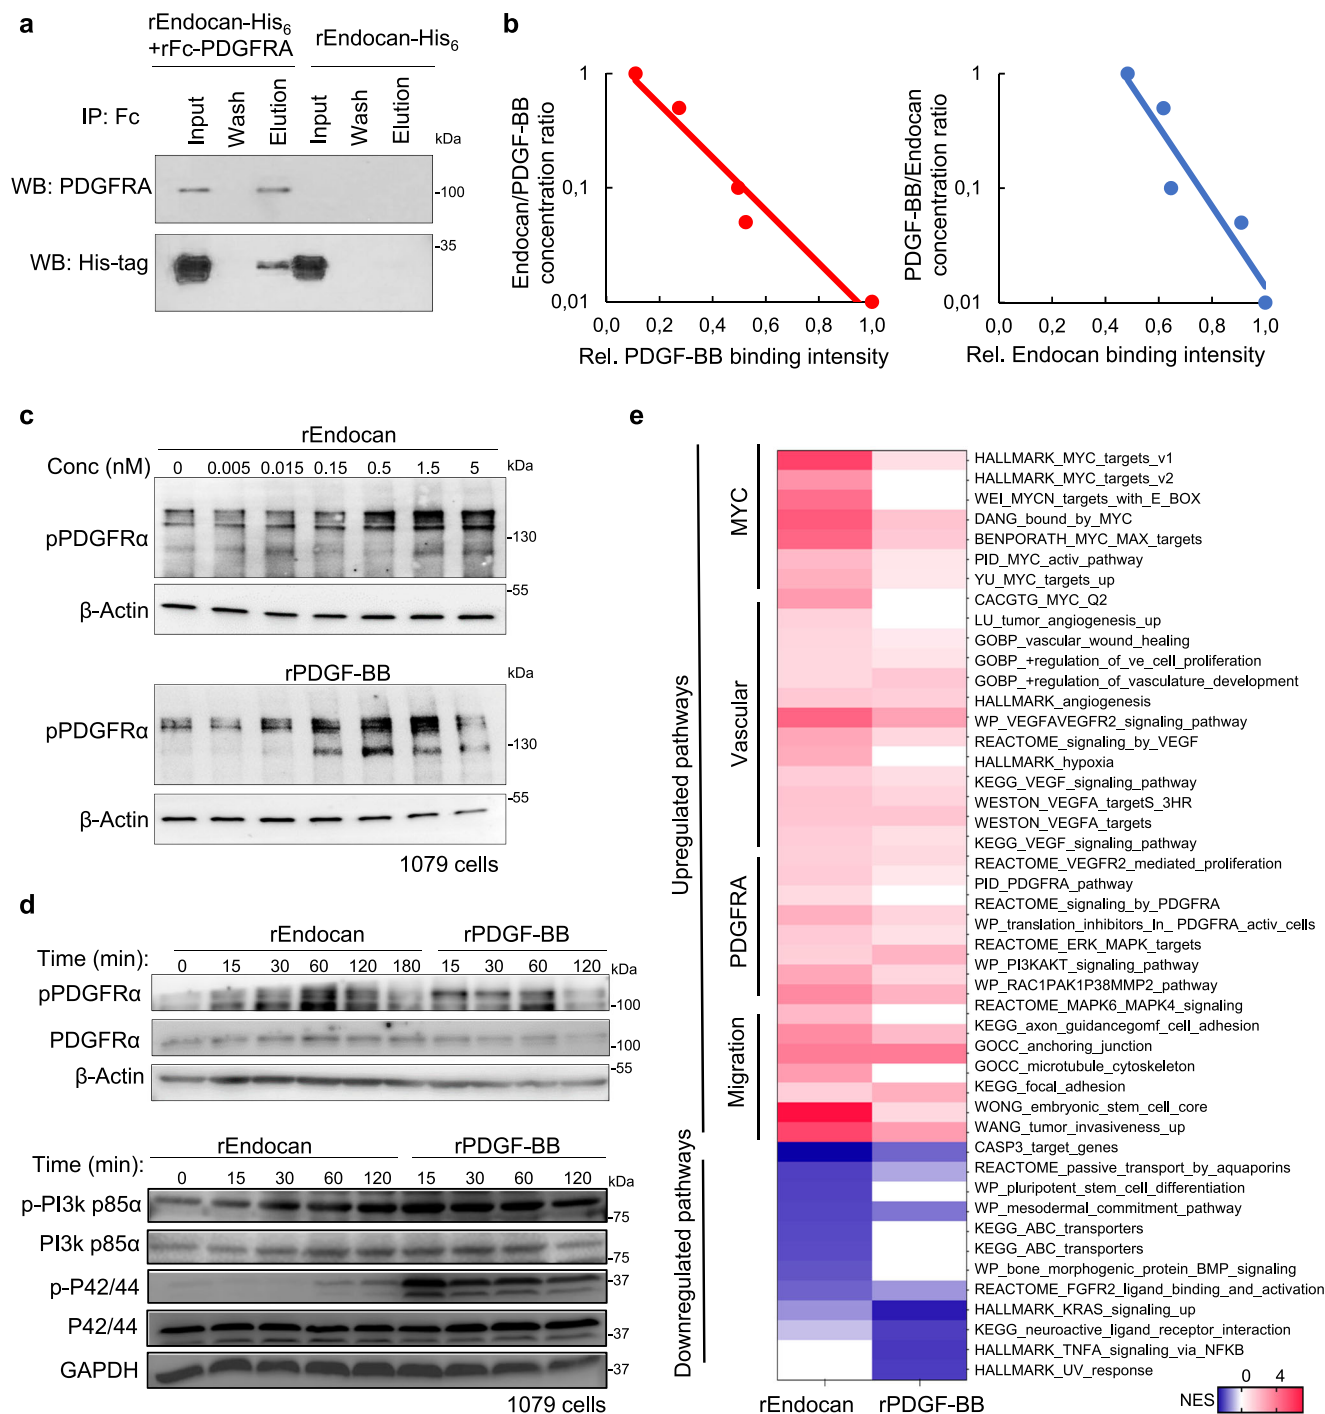 a
rEndocan-His6
+rFc-PDGFRA
rEndocan-His6
IP: Fc
Input
Wash
Elution
Input
Wash
Elution
kDa
WB: PDGFRA
-100
-35
WB: His-tag
b
Endocan/PDGF-BB
concentration ratio
1
0,1
0,01
0,0 0,2 0,4 0,6 0,8 1,0
Rel. PDGF-BB binding intensity
PDGF-BB/Endocan
concentration ratio
1
0,1
0,01
0,0 0,2 0,4 0,6 0,8 1,0
Rel. Endocan binding intensity
c
rEndocan
Conc (nM) 0 0.005 0.015 0.15 0.5 1.5 5 kDa
pPDGFRα
-130
-55
β-Actin
rPDGF-BB
kDa
pPDGFRα
-130
-55
β-Actin
1079 cells
d
rEndocan rPDGF-BB
Time (min): 0 15 30 60 120 180 15 30 60 120 kDa
pPDGFRα
-100
PDGFRα
-100
-55
β-Actin
rEndocan rPDGF-BB
Time (min): 0 15 30 60 120 15 30 60 120 kDa
p-PI3k p85α
-75
PI3k p85α
-75
p-P42/44
-37
P42/44
-37
GAPDH
-37
1079 cells
e
Upregulated pathways
Downregulated pathways
MYC
Vascular
PDGFRA
Migration
HALLMARK_MYC_targets_v1
HALLMARK_MYC_targets_v2
WEI_MYCN_targets_with_E_BOX
DANG_bound_by_MYC
BENPORATH_MYC_MAX_targets
PID_MYC_activ_pathway
YU_MYC_targets_up
CACGTG_MYC_Q2
LU_tumor_angiogenesis_up
GOBP_vascular_wound_healing
GOBP_+regulation_of_ve_cell_proliferation
GOBP_+regulation_of_vasculature_development
HALLMARK_angiogenesis
WP_VEGFAVEGFR2_signaling_pathway
REACTOME_signaling_by_VEGF
HALLMARK_hypoxia
KEGG_VEGF_signaling_pathway
WESTON_VEGFA_targetS_3HR
WESTON_VEGFA_targets
KEGG_VEGF_signaling_pathway
REACTOME_VEGFR2_mediated_proliferation
PID_PDGFRA_pathway
REACTOME_signaling_by_PDGFRA
WP_translation_inhibitors_In_ PDGFRA_activ_cells
REACTOME_ERK_MAPK_targets
WP_PI3KAKT_signaling_pathway
WP_RAC1PAK1P38MMP2_pathway
REACTOME_MAPK6_MAPK4_signaling
KEGG_axon_guidancegomf_cell_adhesion
GOCC_anchoring_junction
GOCC_microtubule_cytoskeleton
KEGG_focal_adhesion
WONG_embryonic_stem_cell_core
WANG_tumor_invasiveness_up
CASP3_target_genes
REACTOME_passive_transport_by_aquaporins
WP_pluripotent_stem_cell_differentiation
WP_mesodermal_commitment_pathway
KEGG_ABC_transporters
KEGG_ABC_transporters
WP_bone_morphogenic_protein_BMP_signaling
REACTOME_FGFR2_ligand_binding_and_activation
HALLMARK_KRAS_signaling_up
KEGG_neuroactive_ligand_receptor_interaction
HALLMARK_TNFA_signaling_via_NFKB
HALLMARK_UV_response
rEndocan rPDGF-BB
NES 0 4